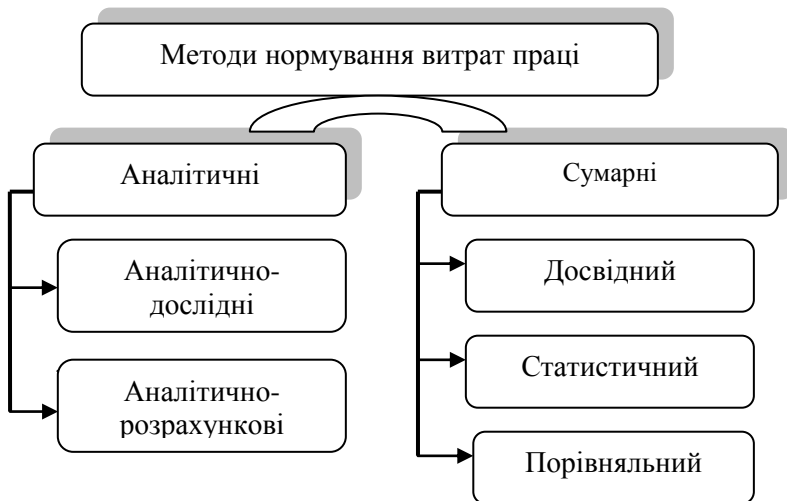 Методи нормування витрат праці
Аналітичні
Аналітично-
дослідні
Аналітично-
розрахункові
Сумарні
Досвідний
Статистичний
Порівняльний